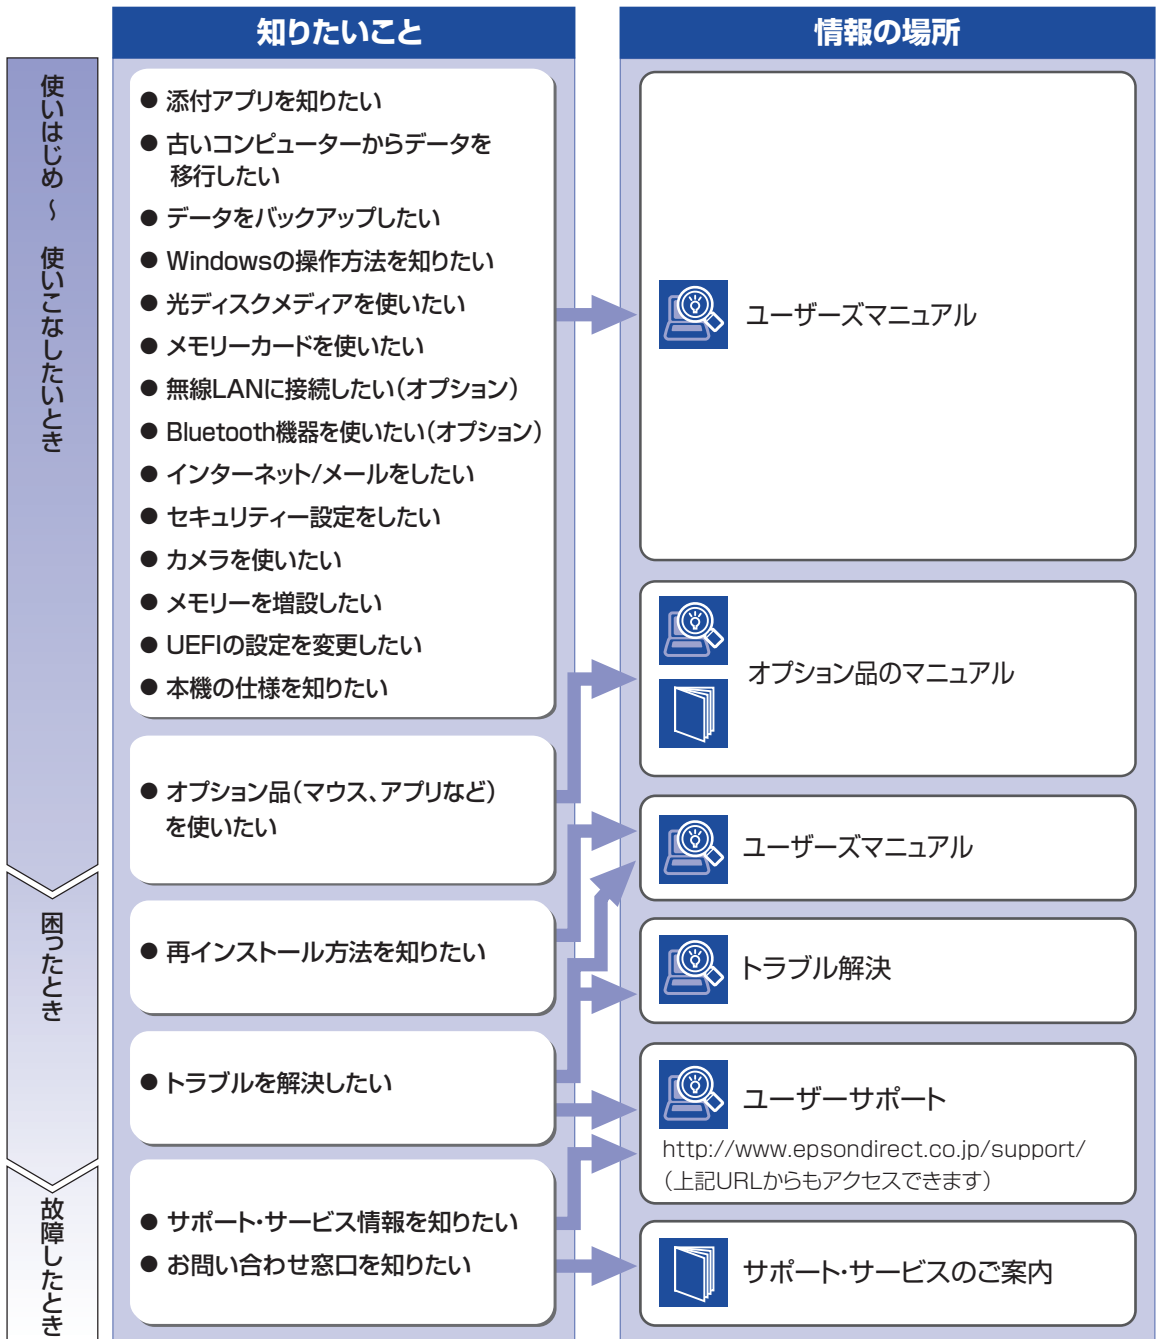 知りたいこと
情報の場所
使いはじめ ～ 使いこなしたいとき
● 添付アプリを知りたい
● 古いコンピューターからデータを
移行したい
● データをバックアップしたい
● Windowsの操作方法を知りたい
● 光ディスクメディアを使いたい
● メモリーカードを使いたい
● 無線LANに接続したい(オプション)
● Bluetooth機器を使いたい(オプション)
● インターネット/メールをしたい
● セキュリティー設定をしたい
● カメラを使いたい
● メモリーを増設したい
● UEFIの設定を変更したい
● 本機の仕様を知りたい
ユーザーズマニュアル
● オプション品(マウス、アプリなど)
を使いたい
オプション品のマニュアル
困ったとき
● 再インストール方法を知りたい
ユーザーズマニュアル
● トラブルを解決したい
トラブル解決
ユーザーサポート
http://www.epsondirect.co.jp/support/
(上記URLからもアクセスできます)
故障したとき
● サポート・サービス情報を知りたい
● お問い合わせ窓口を知りたい
サポート・サービスのご案内